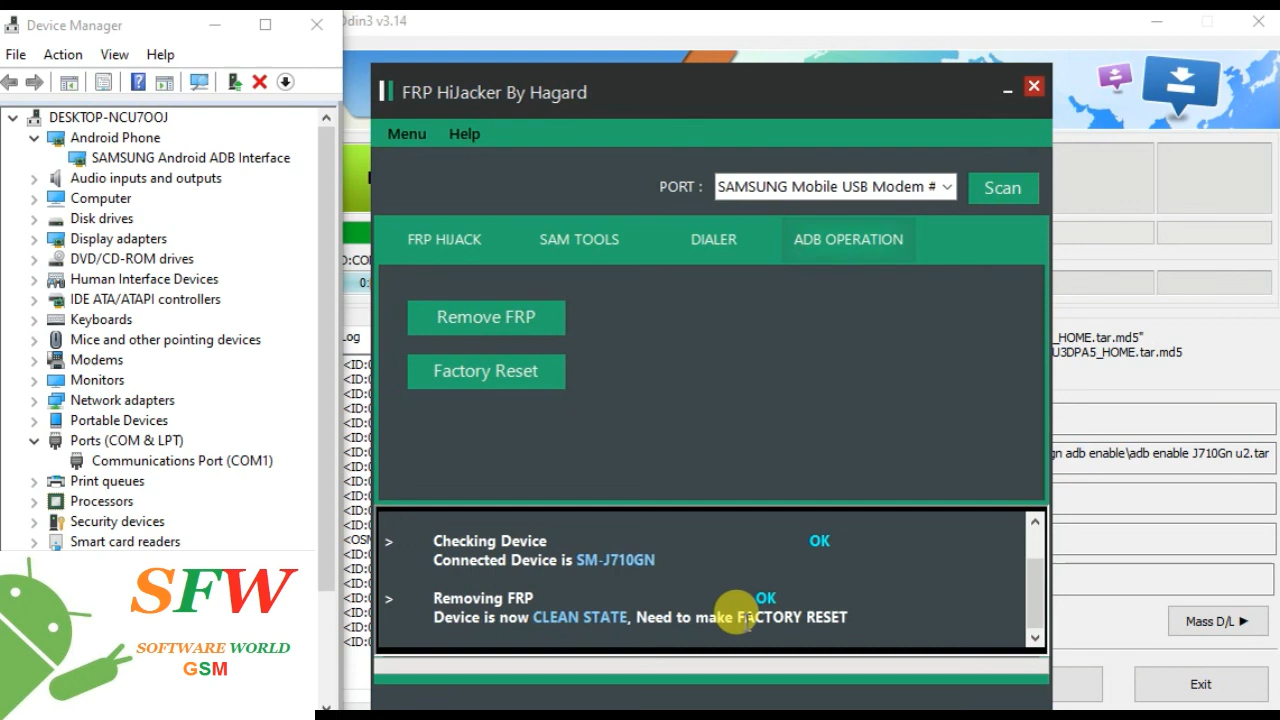 Device Manager
File Action View Help
DESKTOP-NCU7OOJ
Android Phone
SAMSUNG Android ADB Interface
Audio inputs and outputs
Computer
Disk drives
Display adapters
DVD/CD-ROM drives
Human Interface Devices
IDE ATA/ATAPI controllers
Keyboards
Mice and other pointing devices
Modems
Monitors
Network adapters
Portable Devices
Ports (COM & LPT)
Communications Port (COM1)
Print queues
Processors
Security devices
Smart card readers
SFW
SOFTWARE WORLD
GSM
Odin3 v3.14
FRP HiJacker By Hagard
Menu Help
PORT : SAMSUNG Mobile USB Modem # Scan
FRP HIJACK SAM TOOLS DIALER ADB OPERATION
Remove FRP
Factory Reset
> Checking Device OK
Connected Device is SM-J710GN
> Removing FRP OK
Device is now CLEAN STATE, Need to make FACTORY RESET
_HOME.tar.md5"
U3DPA5_HOME.tar.md5
gn adb enable\adb enable J710Gn u2.tar
Mass D/L ▶
Exit